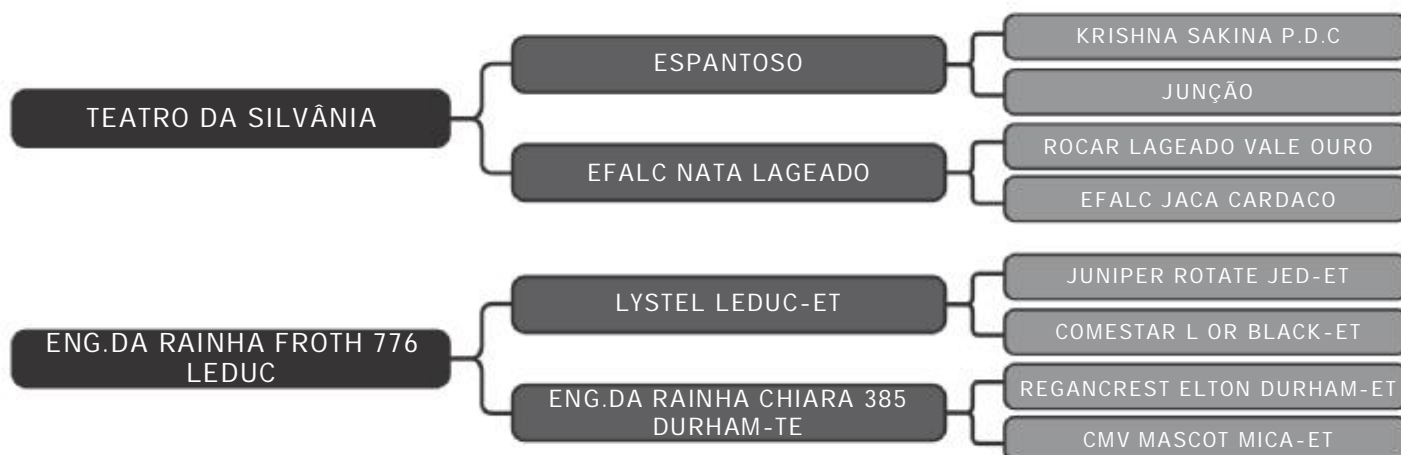 TEATRO DA SILVÂNIA
ESPANTOSO
KRISHNA SAKINA P.D.C
JUNÇÃO
EFALC NATA LAGEADO
ROCAR LAGEADO VALE OURO
EFALC JACA CARDACO
ENG.DA RAINHA FROTH 776
LEDUC
LYSTEL LEDUC-ET
JUNIPER ROTATE JED-ET
COMESTAR L OR BLACK-ET
ENG.DA RAINHA CHIARA 385
DURHAM-TE
REGANCREST ELTON DURHAM-ET
CMV MASCOT MICA-ET